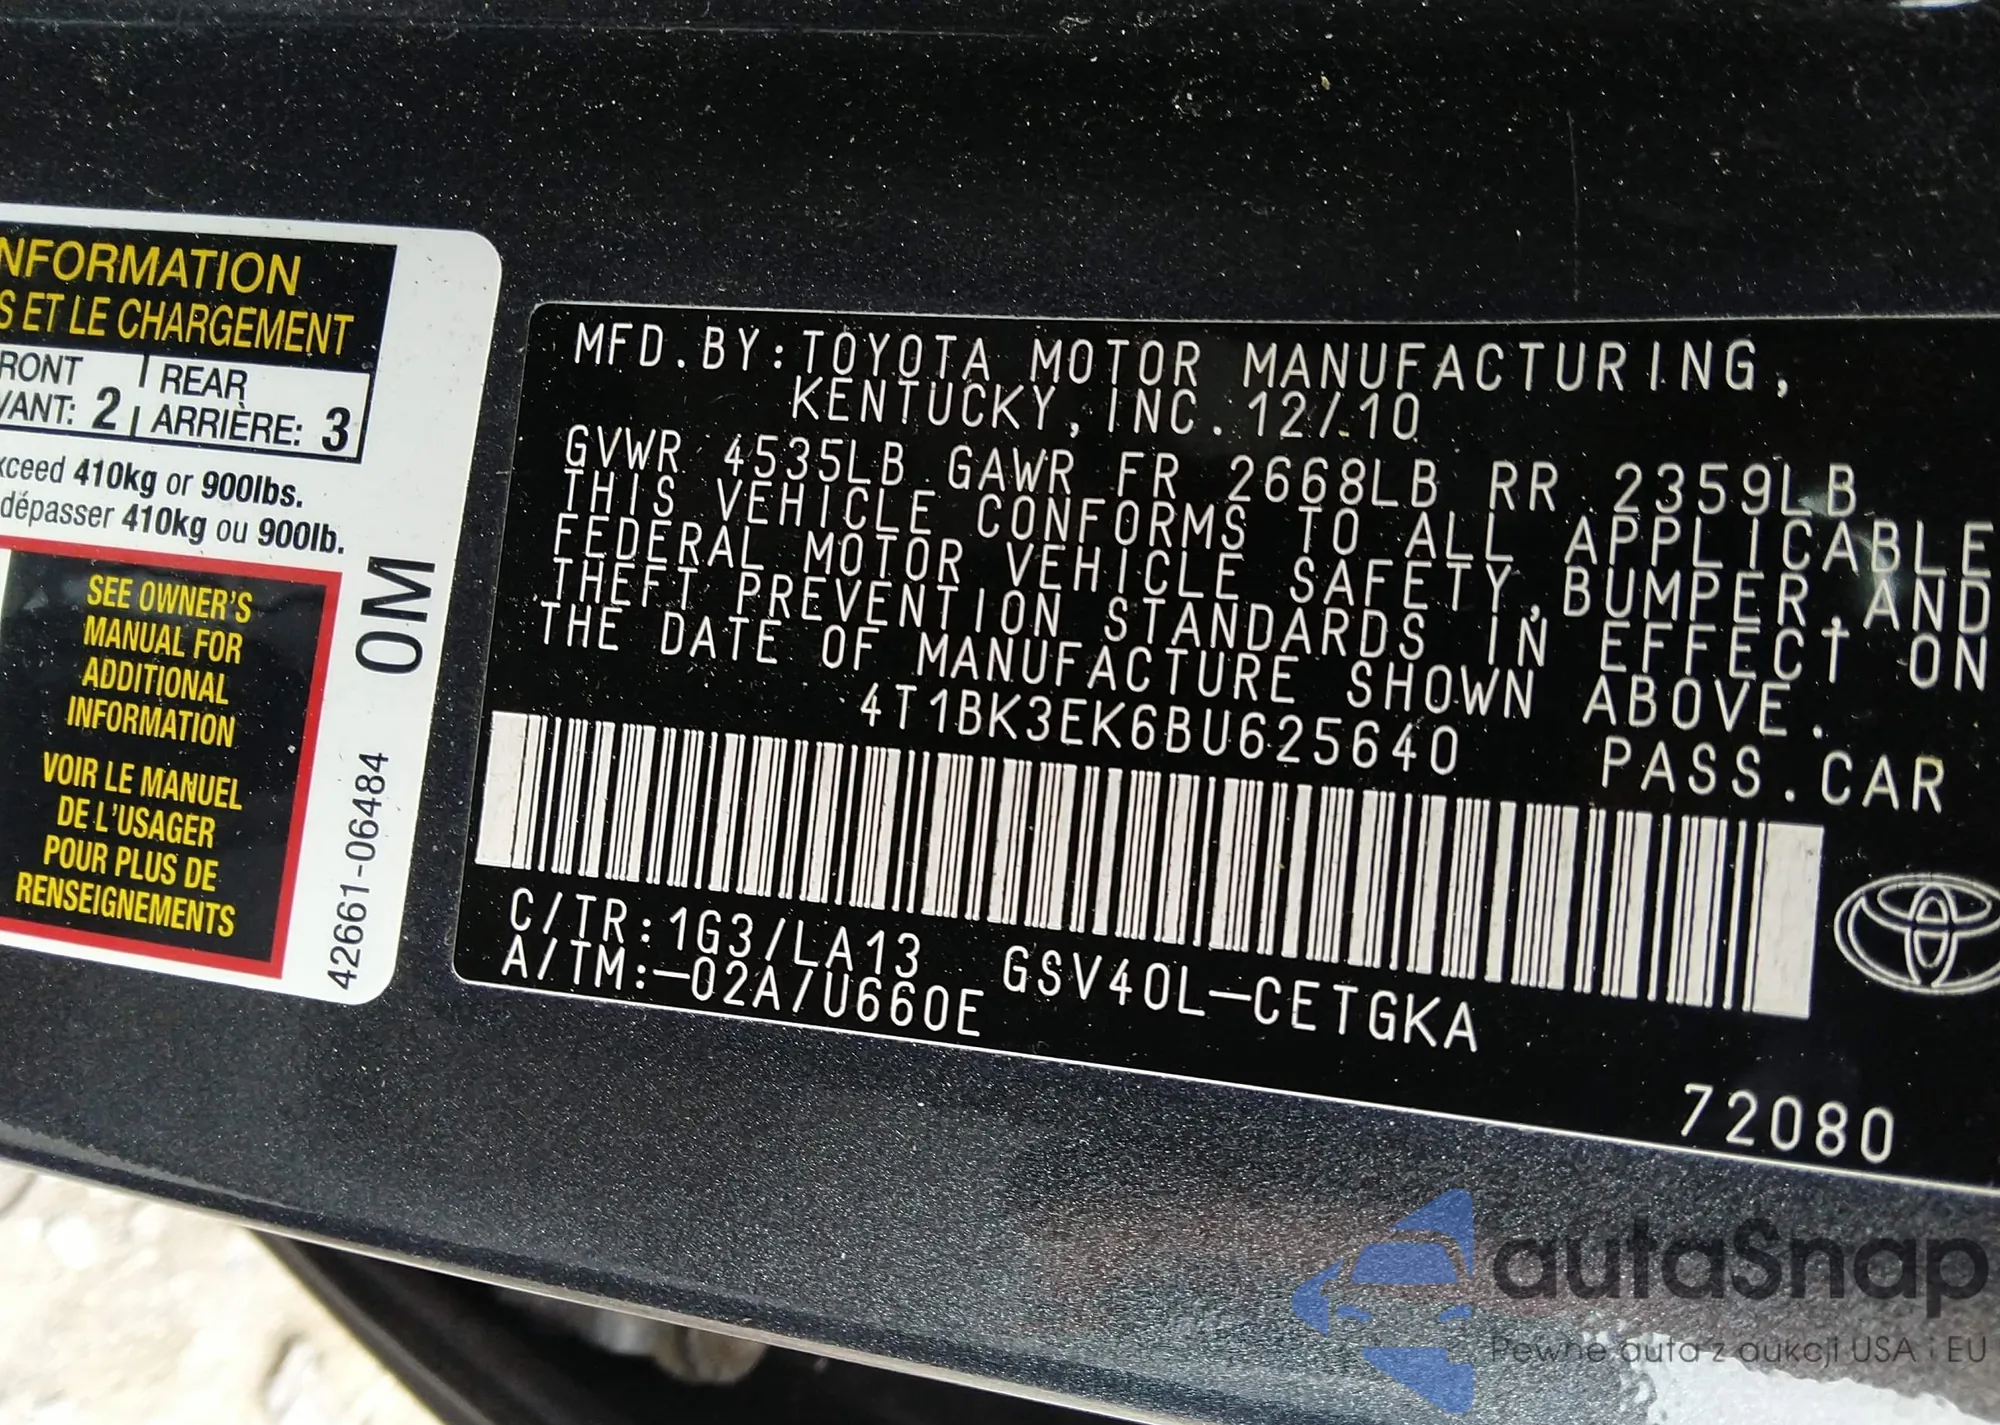 NFORMATION
S ET LE CHARGEMENT
RONT
VANT: 2
REAR
ARRIÈRE: 3
xceed 410kg or 900lbs.
dépasser 410kg ou 900lb.
SEE OWNER'S
MANUAL FOR
ADDITIONAL
INFORMATION
VOIR LE MANUEL
DE L'USAGER
POUR PLUS DE
RENSEIGNEMENTS
42661-06484
0M
MFD.BY:TOYOTA MOTOR MANUFACTURING,
KENTUCKY, INC. 12/10
GVWR 4535LB GAWR FR 2668LB RR 2359LB
THIS VEHICLE CONFORMS TO ALL APPLICABLE
FEDERAL MOTOR VEHICLE SAFETY,BUMPER,AND
THEFT PREVENTION STANDARDS IN EFFECT ON
THE DATE OF MANUFACTURE SHOWN ABOVE.
4T1BK3EK6BU625640
PASS.CAR
C/TR:1G3/LA13
A/TM:-02A/U660E
GSV40L-CETGKA
72080
autaSnap
Pewne auta z aukcji USA i EU